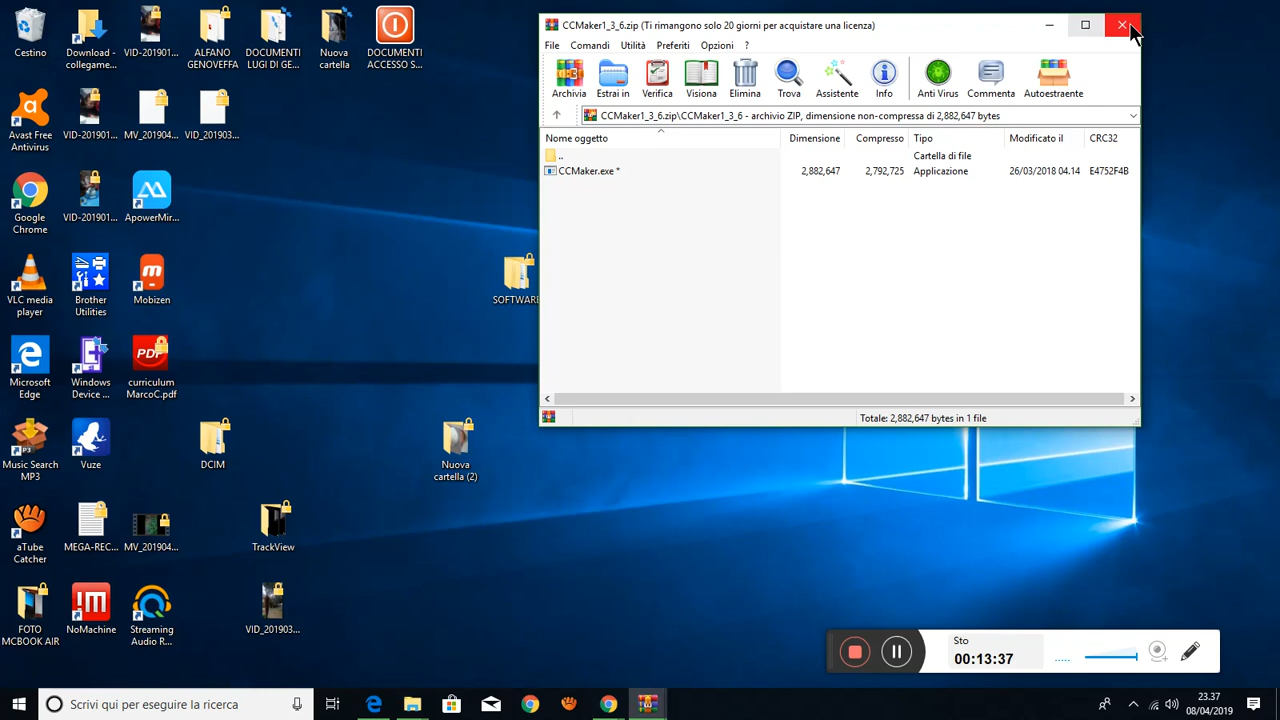 CCMaker1_3_6.zip (Ti rimangono solo 20 giorni per acquistare una licenza)
File Comandi Utilità Preferiti Opzioni ?
Archivia Estrai in Verifica Visiona Elimina Trova Assistente Info Anti Virus Commenta Autoestraente
CCMaker1_3_6.zip\CCMaker1_3_6 - archivio ZIP, dimensione non-compressa di 2,882,647 bytes
Nome oggetto Dimensione Compresso Tipo Modificato il CRC32
.. Cartella di file
CCMaker.exe * 2,882,647 2,792,725 Applicazione 26/03/2018 04.14 E4752F4B
Totale: 2,882,647 bytes in 1 file
Cestino
Download -
collegame...
VID-201901...
ALFANO
GENOVEFFA
DOCUMENTI
LUGI DI GE...
Nuova
cartella
DOCUMENTI
ACCESSO S...
Avast Free
Antivirus
VID-201901...
MV_201904...
VID_201903...
Google
Chrome
VID-201901...
ApowerMir...
VLC media
player
Brother
Utilities
Mobizen
SOFTWARE
Microsoft
Edge
Windows
Device ...
PDF
curriculum
MarcoC.pdf
Music Search
MP3
Vuze
DCIM
Nuova
cartella (2)
aTube
Catcher
MEGA-REC...
MV_201904...
TrackView
FOTO
MCBOOK AIR
NoMachine
Streaming
Audio R...
VID_201903...
Sto
00:13:37
Scrivi qui per eseguire la ricerca
23.37
08/04/2019